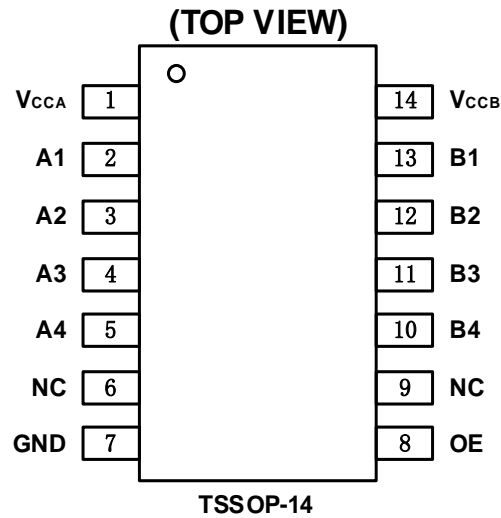 (TOP VIEW)
VCCA 1 14 VCCB
A1 2 13 B1
A2 3 12 B2
A3 4 11 B3
A4 5 10 B4
NC 6 9 NC
GND 7 8 OE
TSSOP-14